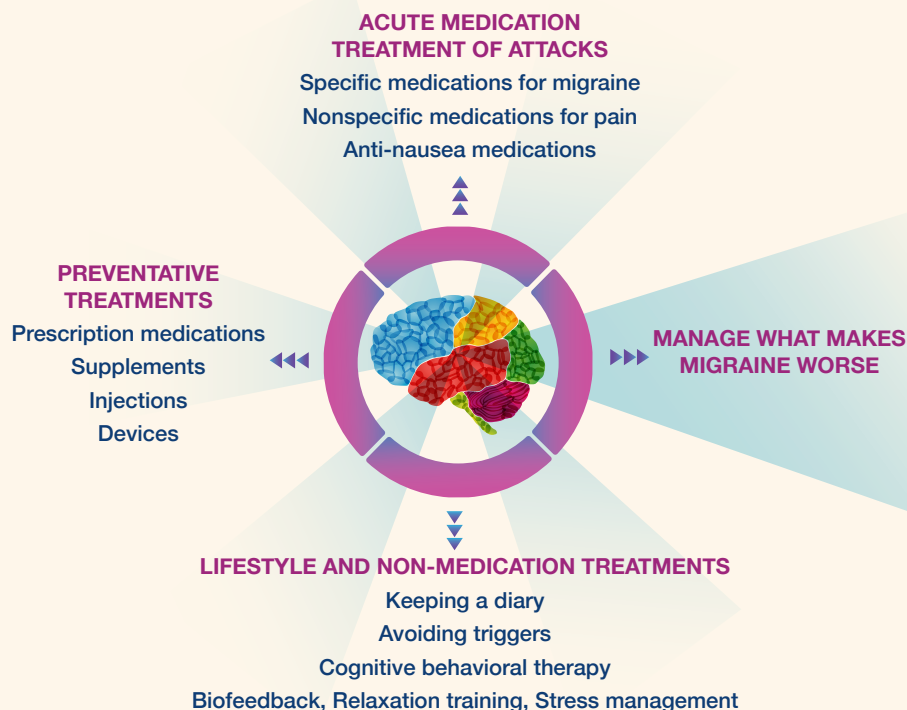 ACUTE MEDICATION
TREATMENT OF ATTACKS
Specific medications for migraine
Nonspecific medications for pain
Anti-nausea medications
PREVENTATIVE
TREATMENTS
Prescription medications
Supplements
Injections
Devices
MANAGE WHAT MAKES
MIGRAINE WORSE
LIFESTYLE AND NON-MEDICATION TREATMENTS
Keeping a diary
Avoiding triggers
Cognitive behavioral therapy
Biofeedback, Relaxation training, Stress management